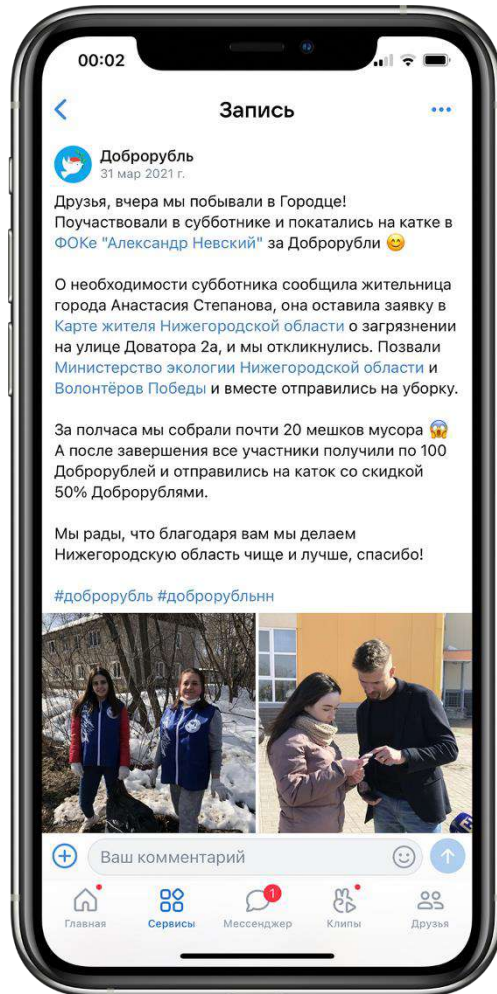 00:02
Запись
Доброрубль
31 мар 2021 г.
Друзья, вчера мы побывали в Городце!
Поучаствовали в субботнике и покатались на катке в
ФОКе "Александр Невский" за Доброрубли 😊
О необходимости субботника сообщила жительница
города Анастасия Степанова, она оставила заявку в
Карте жителя Нижегородской области о загрязнении
на улице Доватора 2а, и мы откликнулись. Позвали
Министерство экологии Нижегородской области и
Волонтёров Победы и вместе отправились на уборку.
За полчаса мы собрали почти 20 мешков мусора 😱
А после завершения все участники получили по 100
Доброрублей и отправились на каток со скидкой
50% Доброрублями.
Мы рады, что благодаря вам мы делаем
Нижегородскую область чище и лучше, спасибо!
#доброрубль #доброрубльнн
Ваш комментарий
1
Главная Сервисы Мессенджер Клипы Друзья